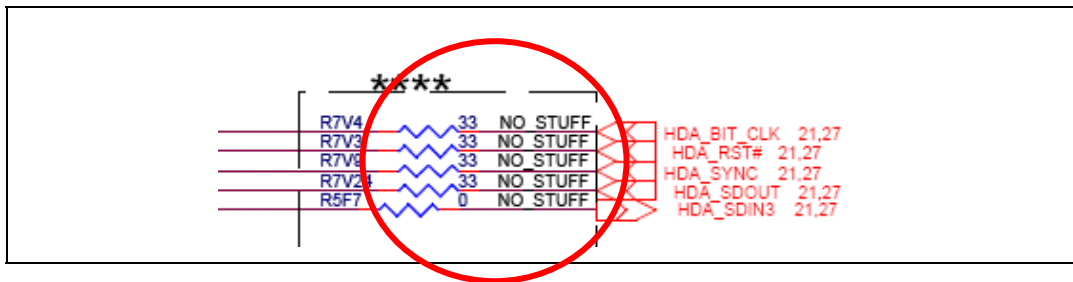 ****
R7V4 33 NO_STUFF HDA_BIT_CLK 21,27
R7V3 33 NO_STUFF HDA_RST# 21,27
R7V9 33 NO_STUFF HDA_SYNC 21,27
R7V24 33 NO_STUFF HDA_SDOUT 21,27
R5F7 0 NO_STUFF HDA_SDIN3 21,27